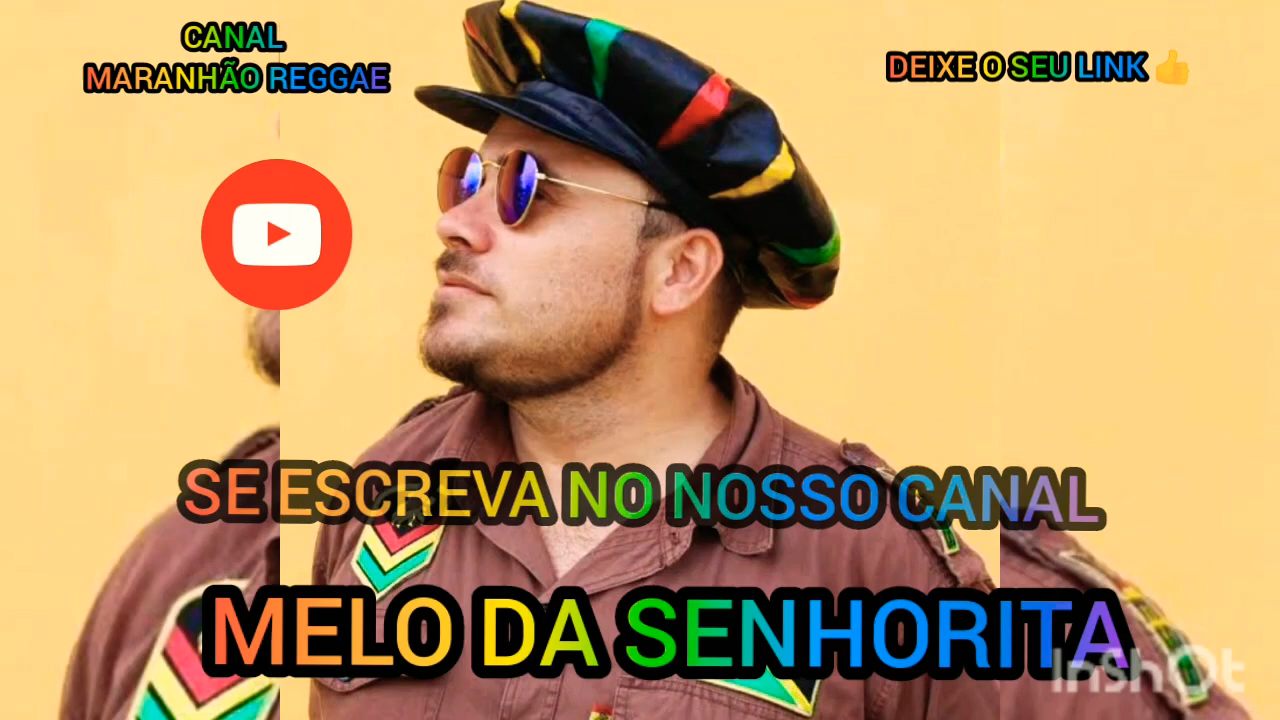 CANAL
MARANHÃO REGGAE
DEIXE O SEU LINK 👍
SE ESCREVA NO NOSSO CANAL
MELO DA SENHORITA
InShOt